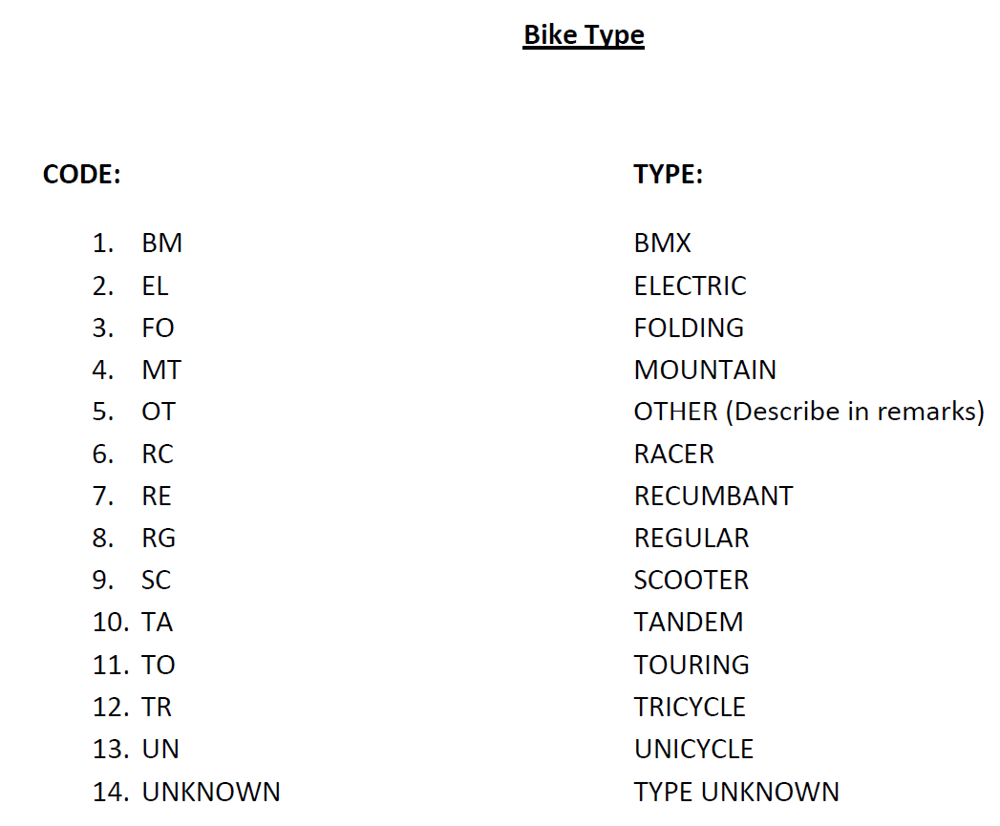 Bike Type
CODE: TYPE:
1. BM BMX
2. EL ELECTRIC
3. FO FOLDING
4. MT MOUNTAIN
5. OT OTHER (Describe in remarks)
6. RC RACER
7. RE RECUMBANT
8. RG REGULAR
9. SC SCOOTER
10. TA TANDEM
11. TO TOURING
12. TR TRICYCLE
13. UN UNICYCLE
14. UNKNOWN TYPE UNKNOWN